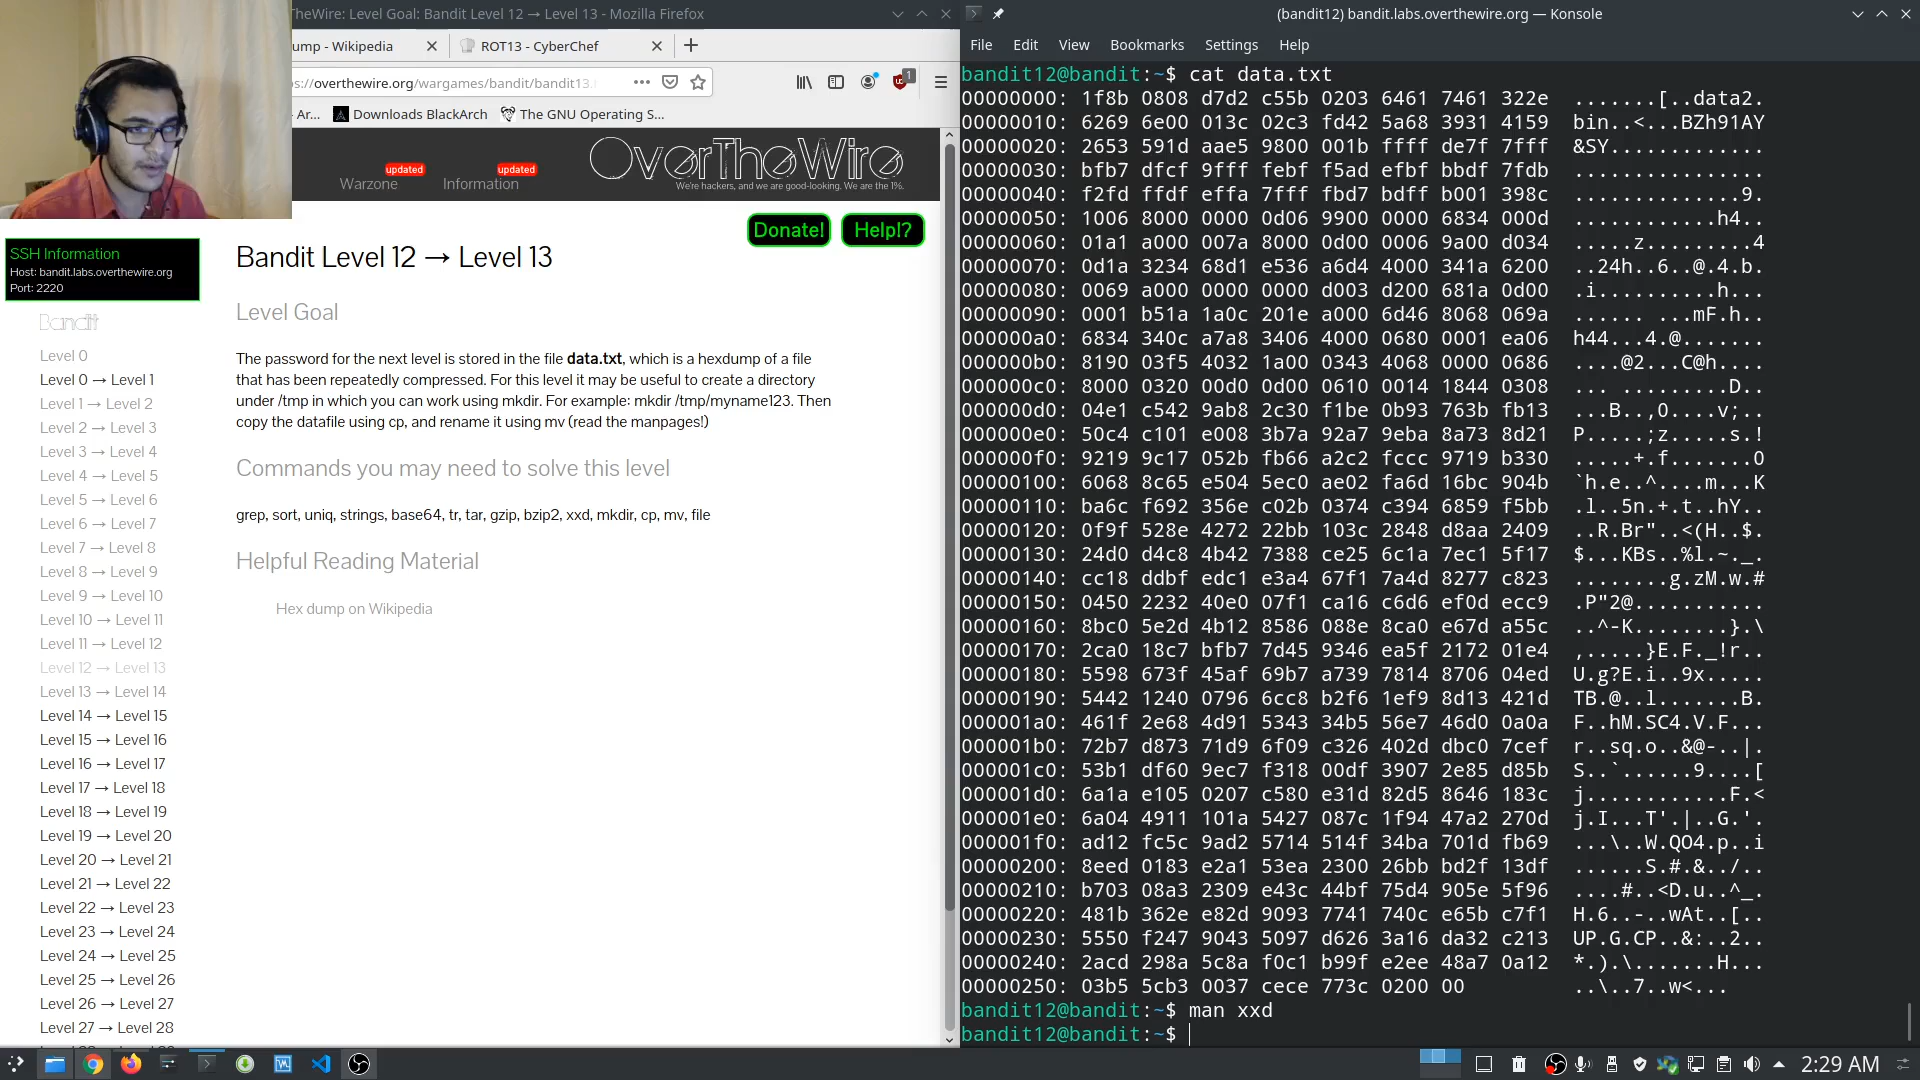 TheWire: Level Goal: Bandit Level 12 → Level 13 - Mozilla Firefox
ump - Wikipedia
ROT13 - CyberChef
s://overthewire.org/wargames/bandit/bandit13.
1
- Ar...
Downloads BlackArch
The GNU Operating S...
Warzone
updated
Information
updated
OverTheWire
We're hackers, and we are good-looking. We are the 1%.
Donate!
Help!?
SSH Information
Host: bandit.labs.overthewire.org
Port: 2220
Bandit
Level 0
Level 0 → Level 1
Level 1 → Level 2
Level 2 → Level 3
Level 3 → Level 4
Level 4 → Level 5
Level 5 → Level 6
Level 6 → Level 7
Level 7 → Level 8
Level 8 → Level 9
Level 9 → Level 10
Level 10 → Level 11
Level 11 → Level 12
Level 12 → Level 13
Level 13 → Level 14
Level 14 → Level 15
Level 15 → Level 16
Level 16 → Level 17
Level 17 → Level 18
Level 18 → Level 19
Level 19 → Level 20
Level 20 → Level 21
Level 21 → Level 22
Level 22 → Level 23
Level 23 → Level 24
Level 24 → Level 25
Level 25 → Level 26
Level 26 → Level 27
Level 27 → Level 28
Bandit Level 12 → Level 13
Level Goal
The password for the next level is stored in the file data.txt, which is a hexdump of a file
that has been repeatedly compressed. For this level it may be useful to create a directory
under /tmp in which you can work using mkdir. For example: mkdir /tmp/myname123. Then
copy the datafile using cp, and rename it using mv (read the manpages!)
Commands you may need to solve this level
grep, sort, uniq, strings, base64, tr, tar, gzip, bzip2, xxd, mkdir, cp, mv, file
Helpful Reading Material
Hex dump on Wikipedia
(bandit12) bandit.labs.overthewire.org — Konsole
File Edit View Bookmarks Settings Help
bandit12@bandit:~$ cat data.txt
00000000: 1f8b 0808 d7d2 c55b 0203 6461 7461 322e .......[..data2.
00000010: 6269 6e00 013c 02c3 fd42 5a68 3931 4159 bin..<...BZh91AY
00000020: 2653 591d aae5 9800 001b ffff de7f 7fff &SY.............
00000030: bfb7 dfcf 9fff febf f5ad efbf bbdf 7fdb ................
00000040: f2fd ffdf effa 7fff fbd7 bdff b001 398c ..............9.
00000050: 1006 8000 0000 0d06 9900 0000 6834 000d ............h4..
00000060: 01a1 a000 007a 8000 0d00 0006 9a00 d034 .....z.........4
00000070: 0d1a 3234 68d1 e536 a6d4 4000 341a 6200 ..24h..6..@.4.b.
00000080: 0069 a000 0000 0000 d003 d200 681a 0d00 .i..........h...
00000090: 0001 b51a 1a0c 201e a000 6d46 8068 069a ...... ...mF.h..
000000a0: 6834 340c a7a8 3406 4000 0680 0001 ea06 h44...4.@.......
000000b0: 8190 03f5 4032 1a00 0343 4068 0000 0686 ....@2...C@h....
000000c0: 8000 0320 00d0 0d00 0610 0014 1844 0308 ... .........D..
000000d0: 04e1 c542 9ab8 2c30 f1be 0b93 763b fb13 ...B..,0....v;..
000000e0: 50c4 c101 e008 3b7a 92a7 9eba 8a73 8d21 P.....;z.....s.!
000000f0: 9219 9c17 052b fb66 a2c2 fccc 9719 b330 .....+.f.......0
00000100: 6068 8c65 e504 5ec0 ae02 fa6d 16bc 904b `h.e..^....m...K
00000110: ba6c f692 356e c02b 0374 c394 6859 f5bb .l..5n.+.t..hY..
00000120: 0f9f 528e 4272 22bb 103c 2848 d8aa 2409 ..R.Br"..<(H..$.
00000130: 24d0 d4c8 4b42 7388 ce25 6c1a 7ec1 5f17 $...KBs..%l.~._.
00000140: cc18 ddbf edc1 e3a4 67f1 7a4d 8277 c823 ........g.zM.w.#
00000150: 0450 2232 40e0 07f1 ca16 c6d6 ef0d ecc9 .P"2@...........
00000160: 8bc0 5e2d 4b12 8586 088e 8ca0 e67d a55c ..^-K........}.\
00000170: 2ca0 18c7 bfb7 7d45 9346 ea5f 2172 01e4 ,.....}E.F._!r..
00000180: 5598 673f 45af 69b7 a739 7814 8706 04ed U.g?E.i..9x.....
00000190: 5442 1240 0796 6cc8 b2f6 1ef9 8d13 421d TB.@..l.......B.
000001a0: 461f 2e68 4d91 5343 34b5 56e7 46d0 0a0a F..hM.SC4.V.F...
000001b0: 72b7 d873 71d9 6f09 c326 402d dbc0 7cef r..sq.o..&@-..|.
000001c0: 53b1 df60 9ec7 f318 00df 3907 2e85 d85b S..`......9....[
000001d0: 6a1a e105 0207 c580 e31d 82d5 8646 183c j............F.<
000001e0: 6a04 4911 101a 5427 087c 1f94 47a2 270d j.I...T'.|..G.'.
000001f0: ad12 fc5c 9ad2 5714 514f 34ba 701d fb69 ...\..W.QO4.p..i
00000200: 8eed 0183 e2a1 53ea 2300 26bb bd2f 13df ......S.#.&../..
00000210: b703 08a3 2309 e43c 44bf 75d4 905e 5f96 ....#..<D.u..^_.
00000220: 481b 362e e82d 9093 7741 740c e65b c7f1 H.6..-..wAt..[..
00000230: 5550 f247 9043 5097 d626 3a16 da32 c213 UP.G.CP..&:..2..
00000240: 2acd 298a 5c8a f0c1 b99f e2ee 48a7 0a12 *.).\.......H...
00000250: 03b5 5cb3 0037 cece 773c 0200 00 ..\..7..w<...
bandit12@bandit:~$ man xxd
bandit12@bandit:~$
2:29 AM